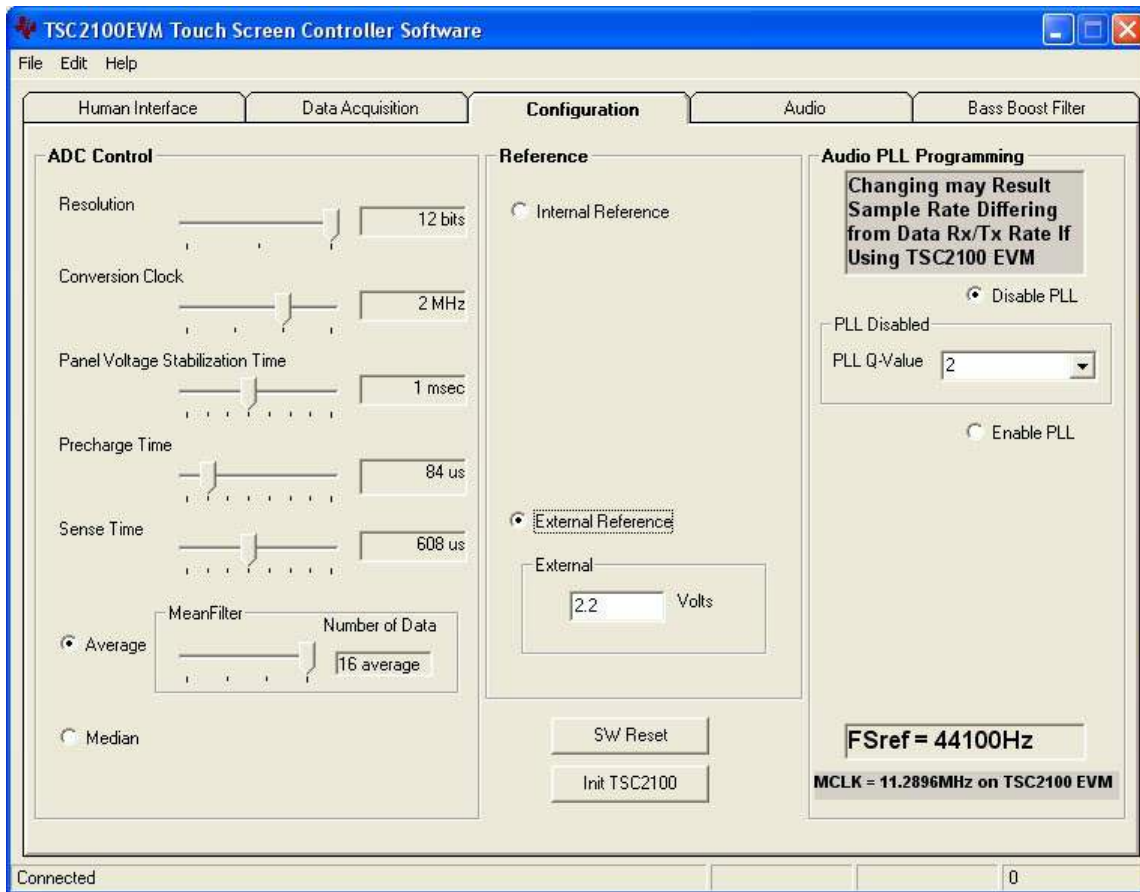 TSC2100EVM Touch Screen Controller Software
File Edit Help
Human Interface
Data Acquisition
Configuration
Audio
Bass Boost Filter
ADC Control
Resolution
12 bits
Conversion Clock
2 MHz
Panel Voltage Stabilization Time
1 msec
Precharge Time
84 us
Sense Time
608 us
Average
MeanFilter
Number of Data
16 average
Median
Reference
Internal Reference
External Reference
External
2.2 Volts
SW Reset
Init TSC2100
Audio PLL Programming
Changing may Result
Sample Rate Differing
from Data Rx/Tx Rate If
Using TSC2100 EVM
Disable PLL
PLL Disabled
PLL Q-Value 2
Enable PLL
FSref = 44100Hz
MCLK = 11.2896MHz on TSC2100 EVM
Connected
0